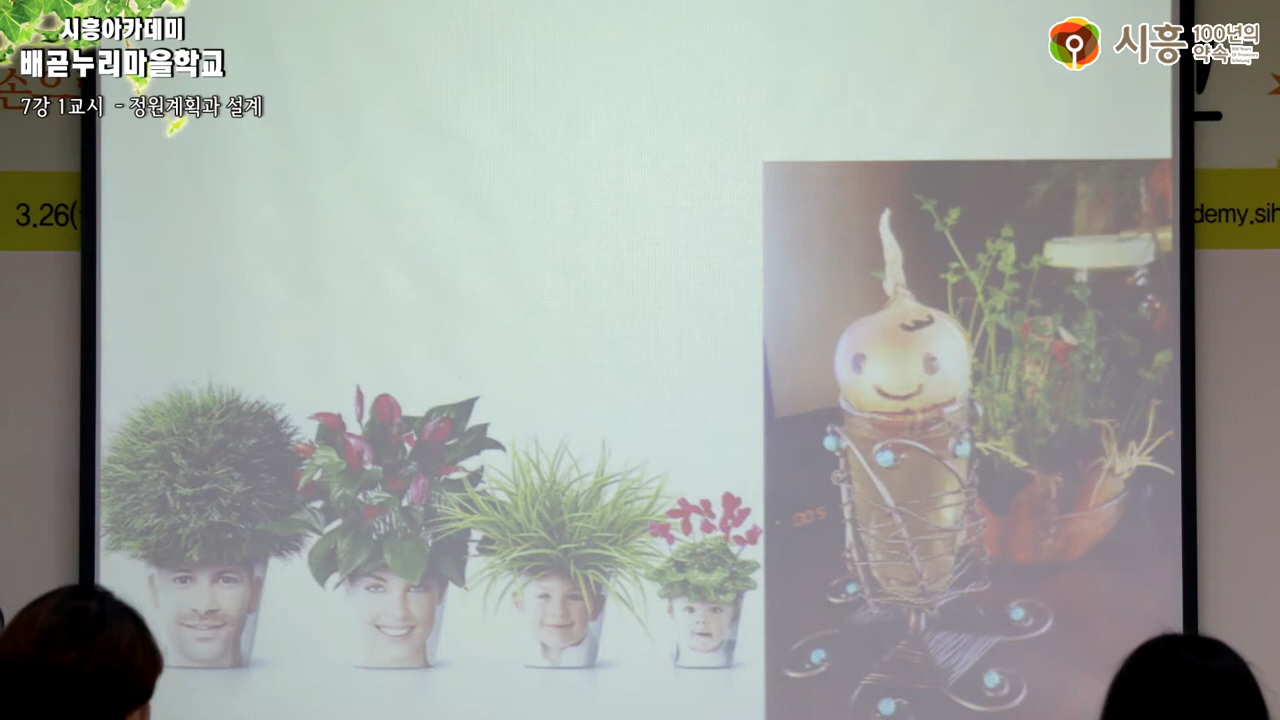 시흥아카데미
배곧누리마을학교
7강 1교시 - 정원계획과 설계
시흥
100년의
약속
3.26(
demy.sih